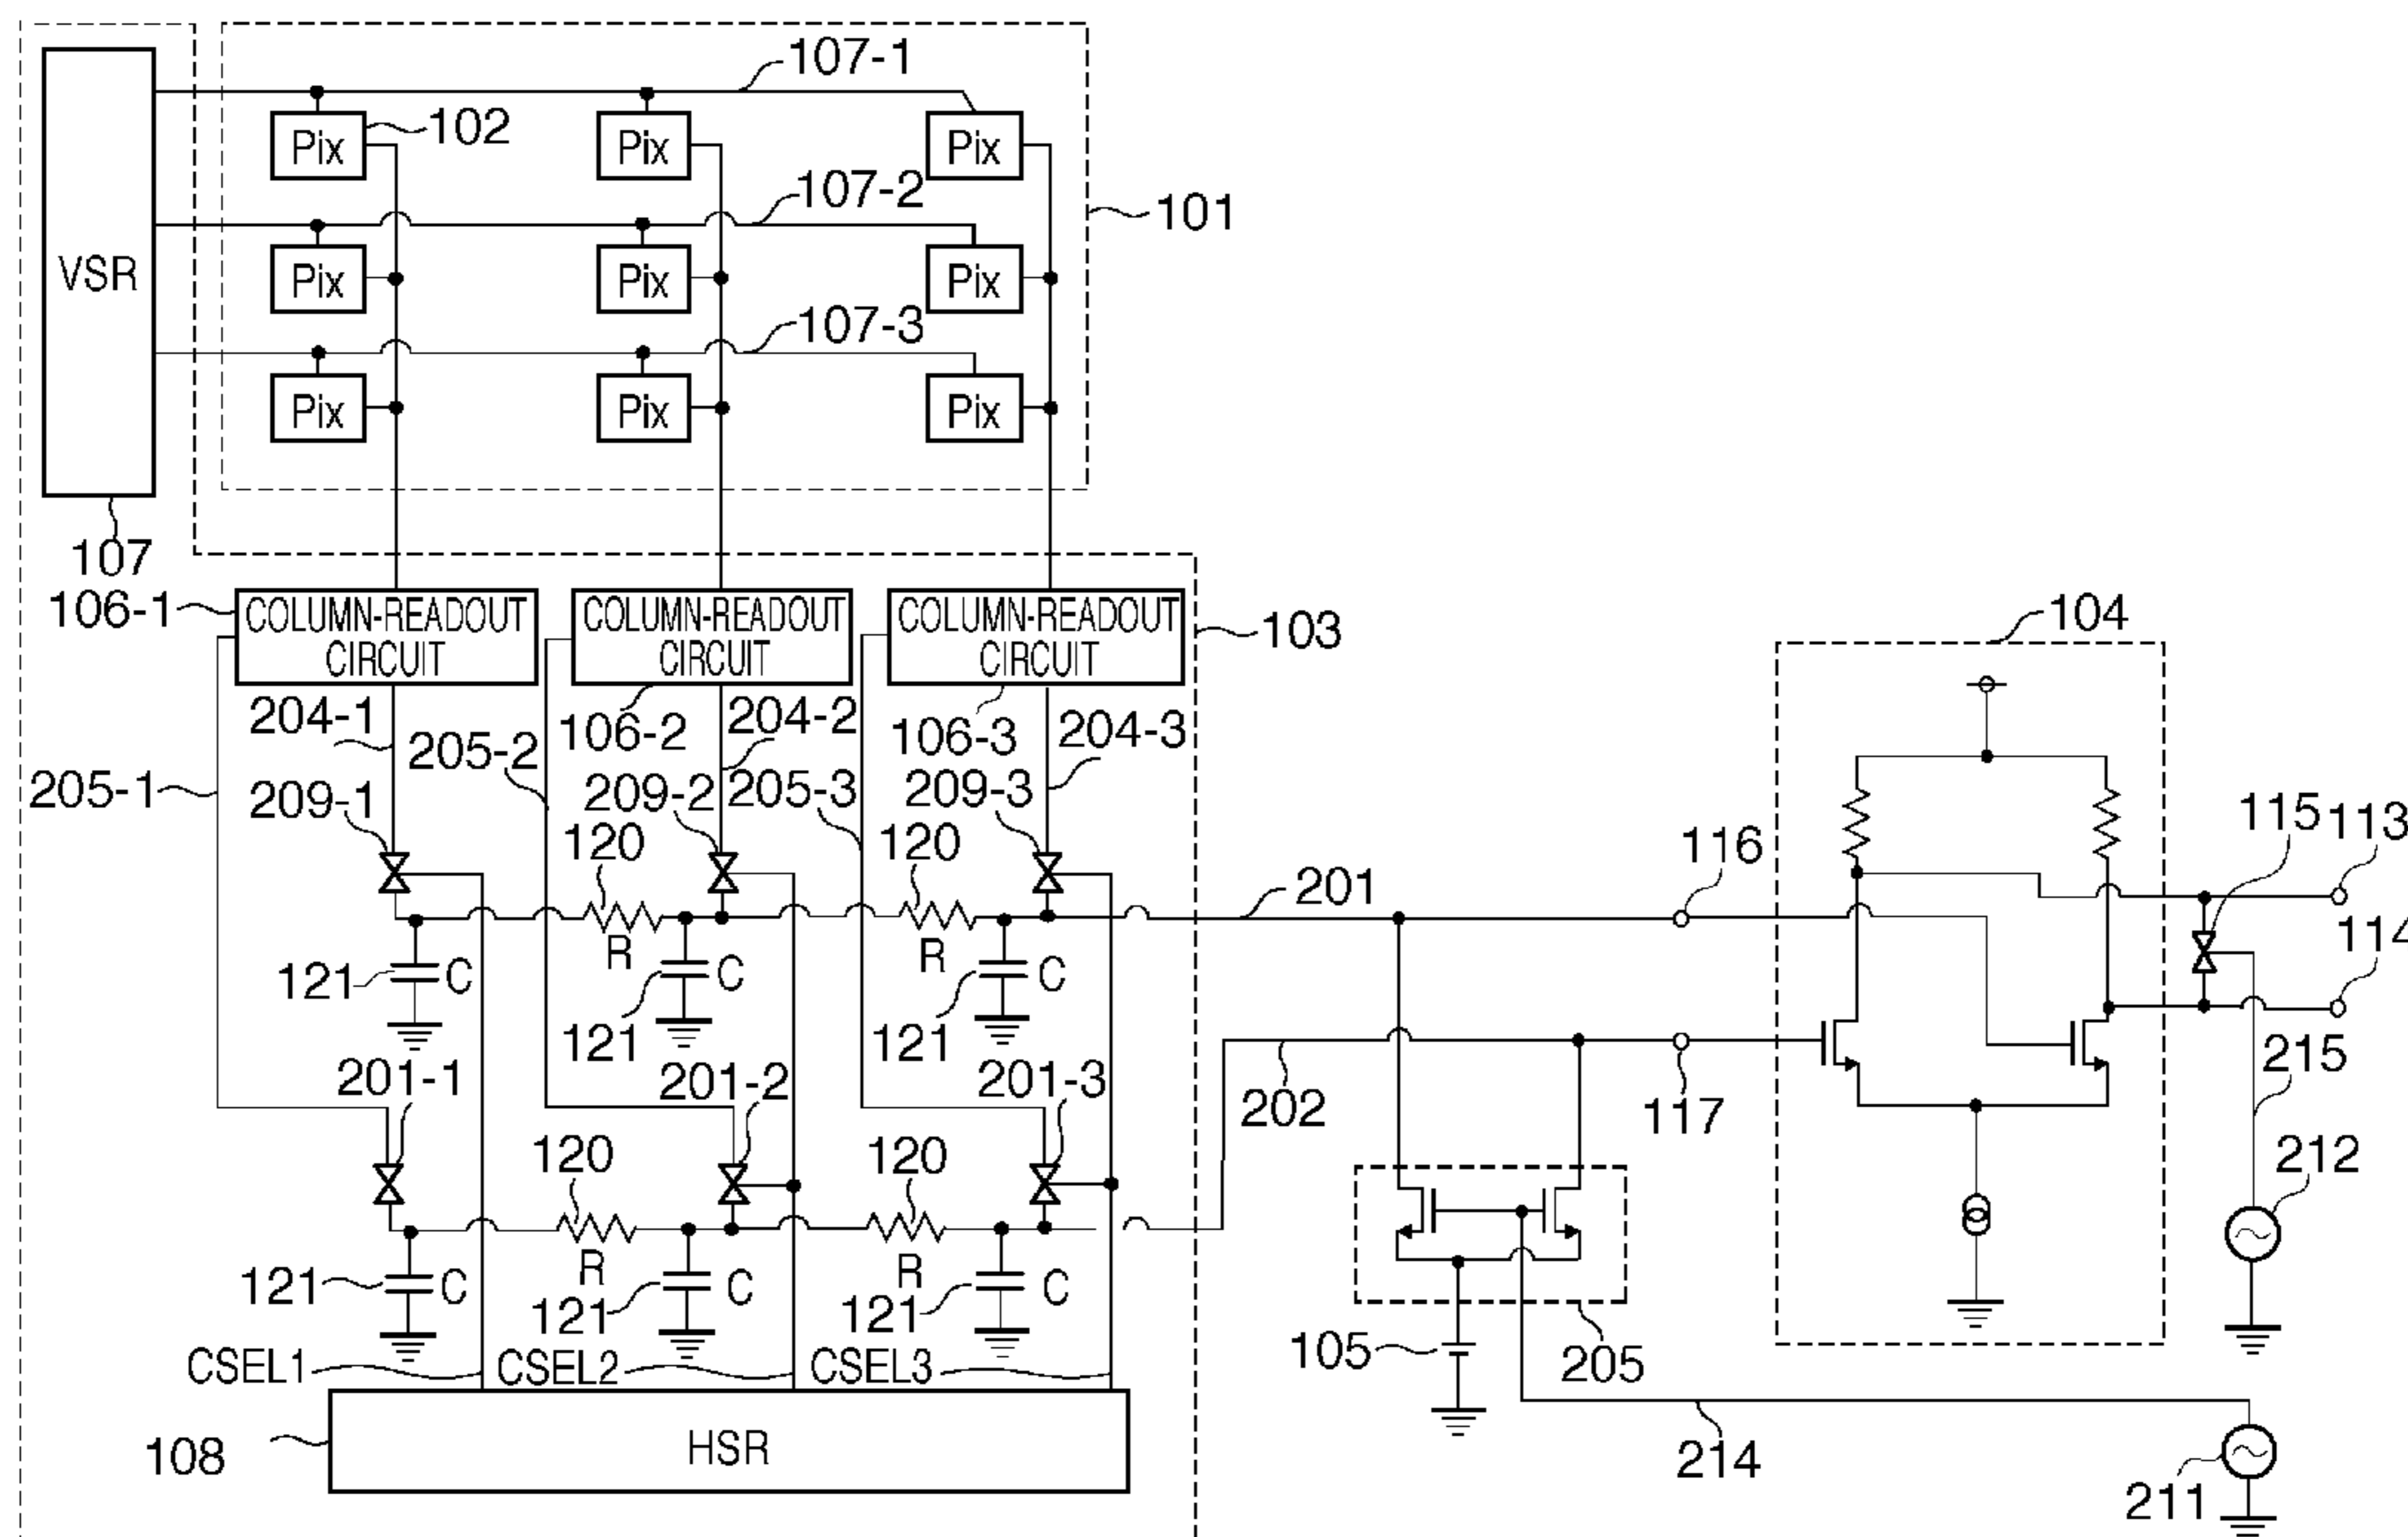 107-1
Pix
102
Pix
Pix
107-2
101
VSR
Pix
Pix
Pix
107-3
Pix
Pix
Pix
107
106-1
COLUMN-READOUT
CIRCUIT
COLUMN-READOUT
CIRCUIT
COLUMN-READOUT
CIRCUIT
103
104
204-1
106-2
204-2
106-3
204-3
205-2
205-1
209-1
209-2
205-3
209-3
120
120
116
115
113
201
114
R
R
121
C
C
C
121
121
201-1
201-2
201-3
202
117
215
120
120
212
R
R
121
C
121
C
121
C
105
205
CSEL1
CSEL2
CSEL3
108
HSR
214
211